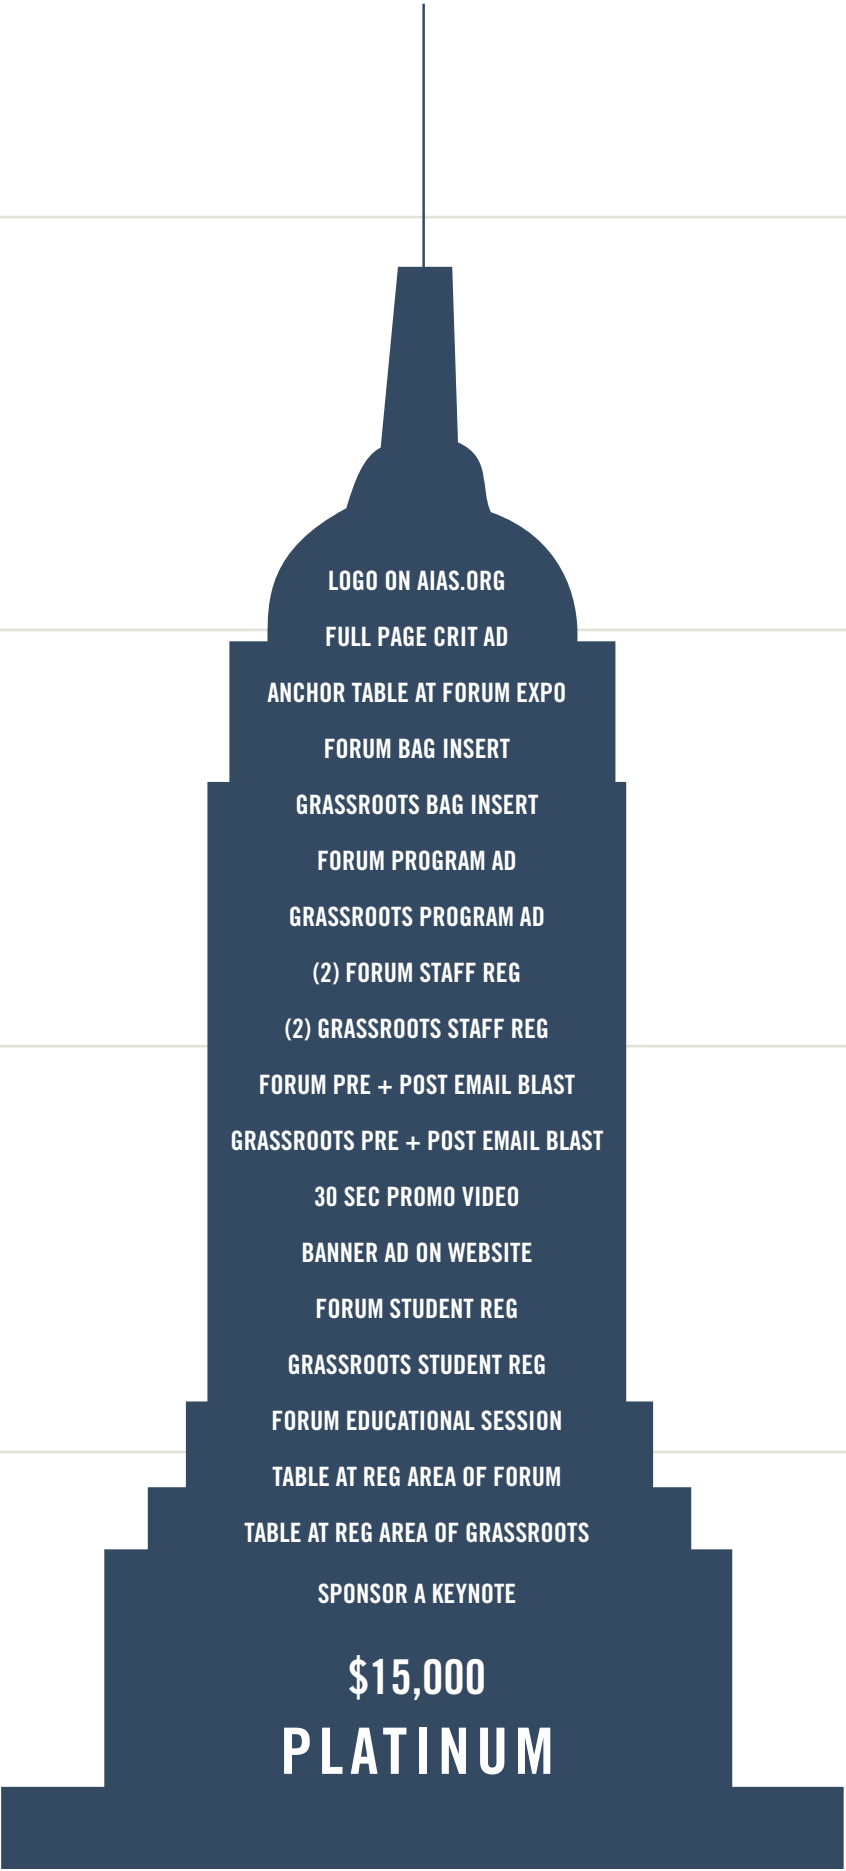 LOGO ON AIAS.ORG
FULL PAGE CRIT AD
ANCHOR TABLE AT FORUM EXPO
FORUM BAG INSERT
GRASSROOTS BAG INSERT
FORUM PROGRAM AD
GRASSROOTS PROGRAM AD
(2) FORUM STAFF REG
(2) GRASSROOTS STAFF REG
FORUM PRE + POST EMAIL BLAST
GRASSROOTS PRE + POST EMAIL BLAST
30 SEC PROMO VIDEO
BANNER AD ON WEBSITE
FORUM STUDENT REG
GRASSROOTS STUDENT REG
FORUM EDUCATIONAL SESSION
TABLE AT REG AREA OF FORUM
TABLE AT REG AREA OF GRASSROOTS
SPONSOR A KEYNOTE
$15,000
PLATINUM